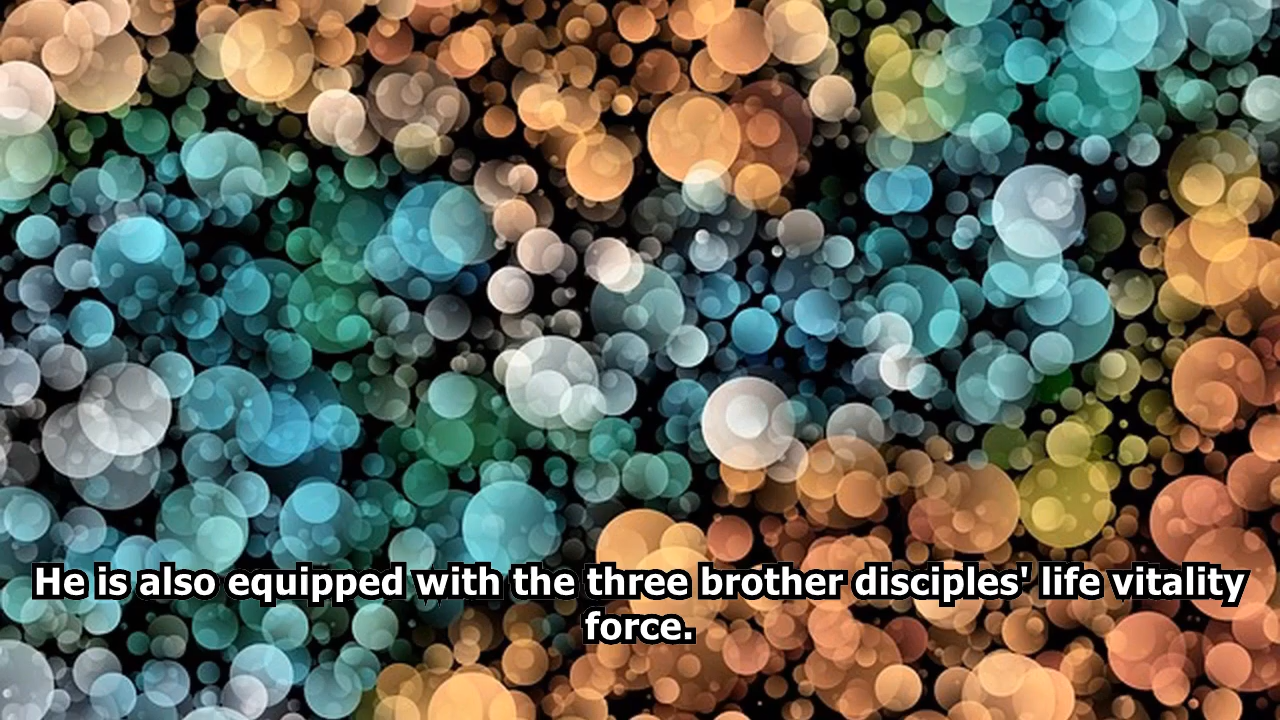 He is also equipped with the three brother disciples' life vitality
force.